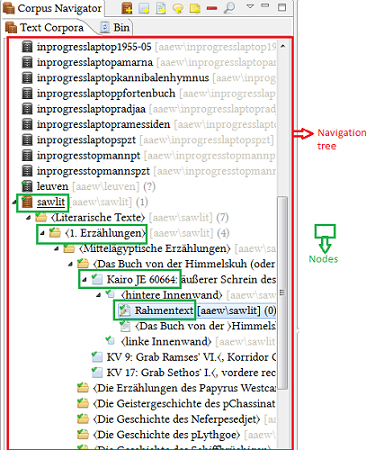 Corpus Navigator
Text Corpora Bin
inprogresslaptop1955-05 [aaew\inprogresslaptop19
inprogresslaptopamarna [aaew\inprogresslaptopa
inprogresslaptopkannibalenhymnus [aaew\inprog
inprogresslaptoppfortenbuch [aaew\inprogresslap
inprogresslaptopradjaa [aaew\inprogresslaptopra
inprogresslaptopramessiden [aaew\inprogresslap
inprogresslaptopspzt [aaew\inprogresslaptopspzt]
inprogresstopmannpt [aaew\inprogresstopmannp
inprogresstopmannspzt [aaew\inprogresstopmann
leuven [aaew\leuven] (?)
sawlit [aaew\sawlit] (1)
⟨Literarische Texte⟩ [aaew\sawlit] (7)
⟨1. Erzählungen⟩ [aaew\sawlit] (4)
⟨Mittelägyptische Erzählungen⟩ [aaew\sawlit]
⟨Das Buch von der Himmelskuh (oder
Kairo JE 60664: äußerer Schrein des
⟨hintere Innenwand⟩ [aaew\sawlit]
Rahmentext [aaew\sawlit] (0)
⟨Das Buch von der ⟩Himmels
⟨linke Innenwand⟩ [aaew\sawlit]
KV 9: Grab Ramses' VI.⟨, Korridor G
KV 17: Grab Sethos' I.⟨, vordere rec
⟨Die Erzählungen des Papyrus Westcar
⟨Die Geistergeschichte des pChassinat
⟨Die Geschichte des Neferpesedjet⟩ [aa
⟨Die Geschichte des pLythgoe⟩ [aaew\
⟨Die Geschichte des Schiffbrüchigen⟩
Navigation
tree
Nodes